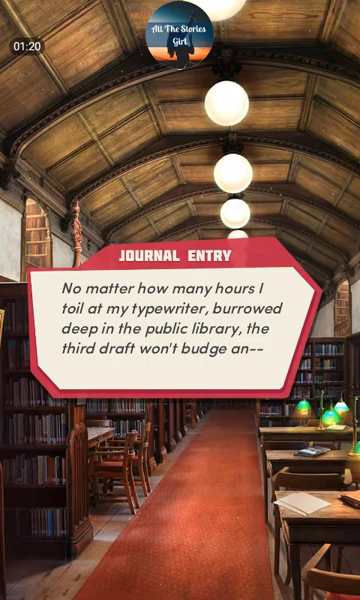 All The Stories
Girl
01:20
JOURNAL ENTRY
No matter how many hours I
toil at my typewriter, burrowed
deep in the public library, the
third draft won't budge an--